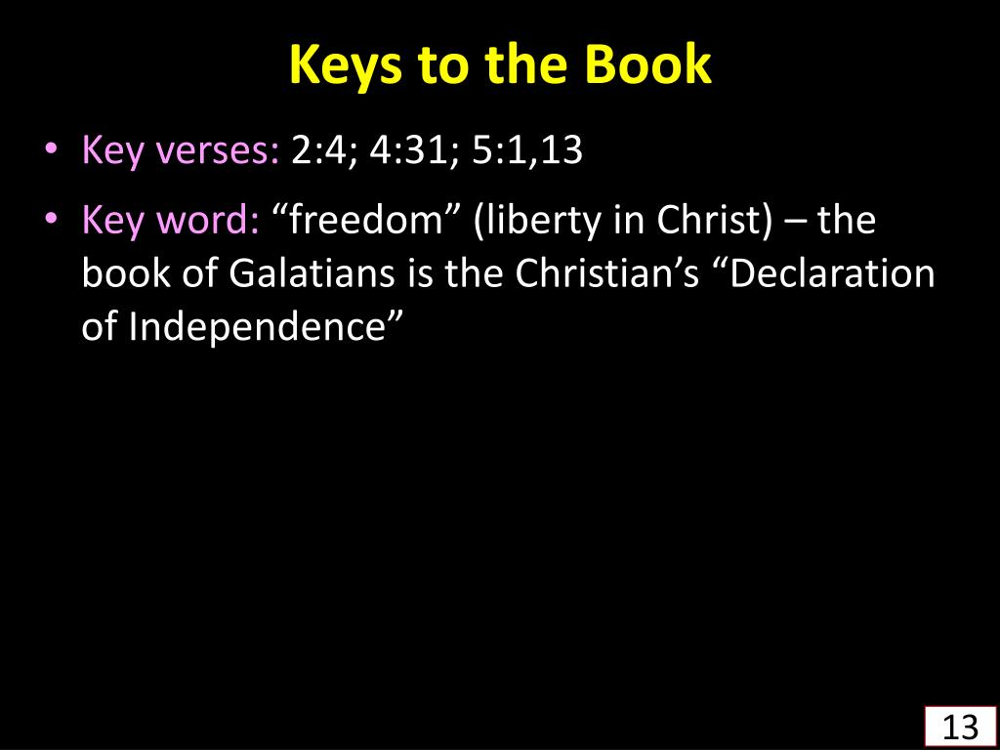 Keys to the Book
• Key verses: 2:4; 4:31; 5:1,13
• Key word: “freedom” (liberty in Christ) – the
book of Galatians is the Christian’s “Declaration
of Independence”
13